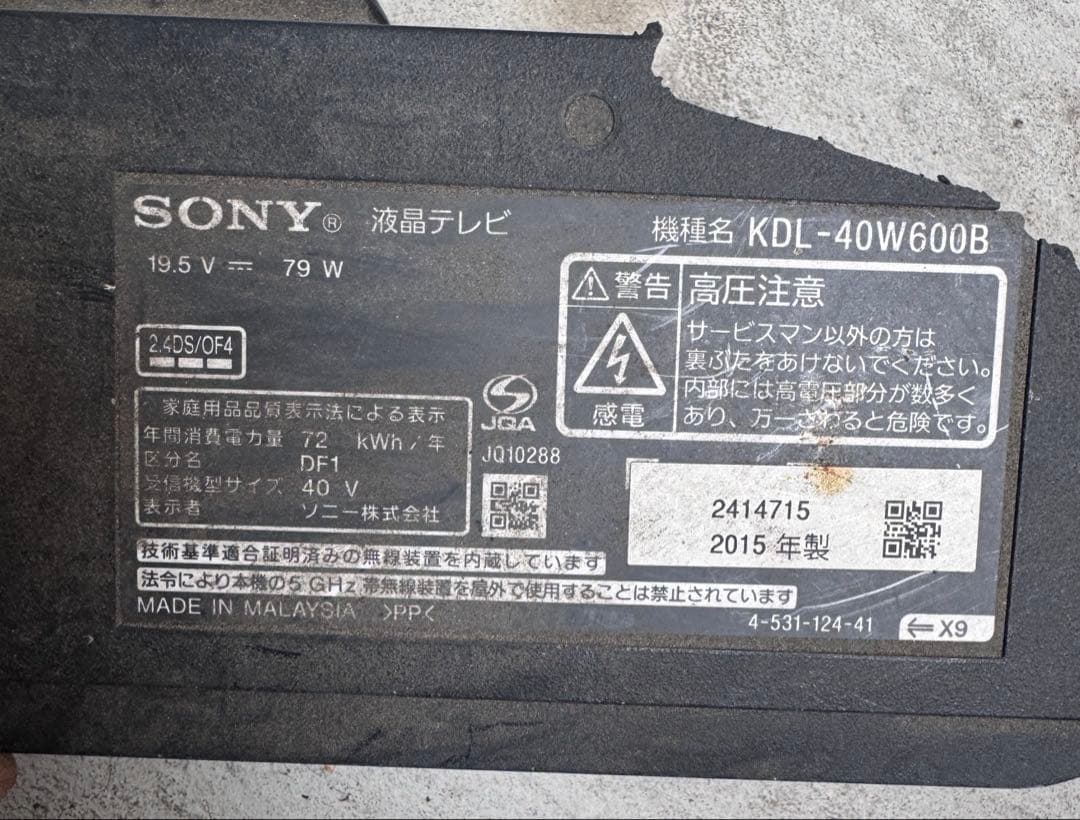 SONY® 液晶テレビ
機種名 KDL-40W600B
19.5 V ⎓ 79 W
警告 高圧注意
感電
サービスマン以外の方は
裏ぶたをあけないでください。
内部には高電圧部分が数多く
あり、万一さわると危険です。
2.4DS/OF4
家庭用品品質表示法による表示
年間消費電力量 72 kWh/年
区分名 DF1
受信機型サイズ 40 V
表示者 ソニー株式会社
JQA
JQ10288
2414715
2015 年製
技術基準適合証明済みの無線装置を内蔵しています
法令により本機の5 GHz 帯無線装置を屋外で使用することは禁止されています
MADE IN MALAYSIA >PP<
4-531-124-41
⇐ X9